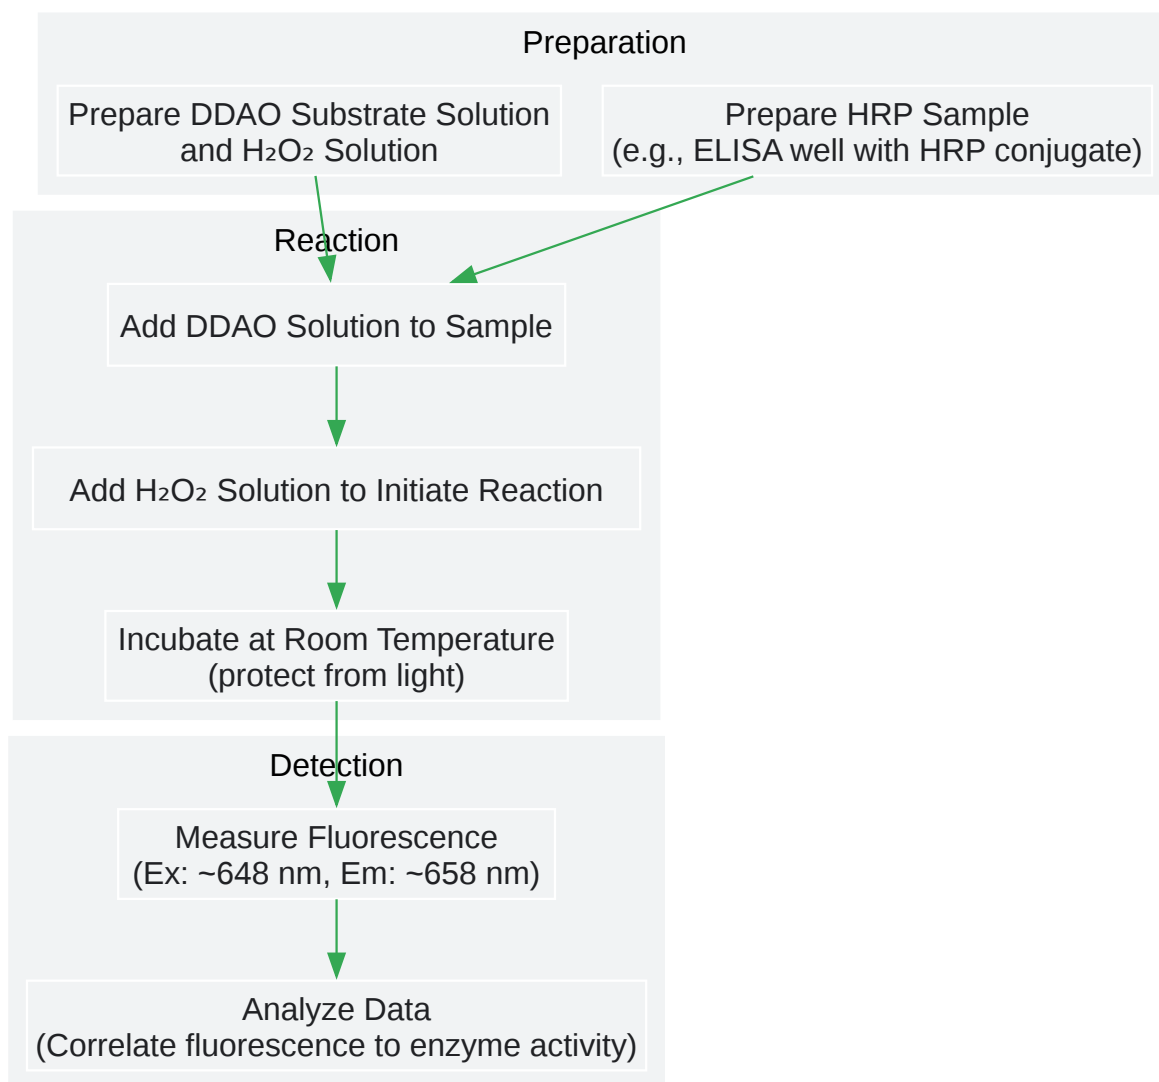 Preparation
Prepare DDAO Substrate Solution
and H₂O₂ Solution
Prepare HRP Sample
(e.g., ELISA well with HRP conjugate)
Reaction
Add DDAO Solution to Sample
Add H₂O₂ Solution to Initiate Reaction
Incubate at Room Temperature
(protect from light)
Detection
Measure Fluorescence
(Ex: ~648 nm, Em: ~658 nm)
Analyze Data
(Correlate fluorescence to enzyme activity)